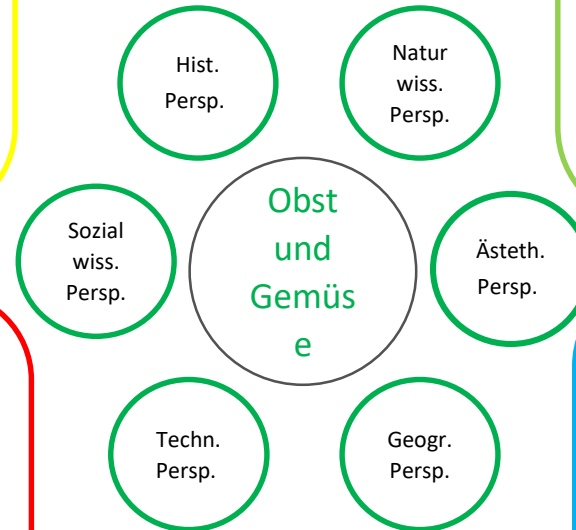 Hist.
Persp.
Natur
wiss.
Persp.
Sozial
wiss.
Persp.
Obst
und
Gemüs
e
Ästeth.
Persp.
Techn.
Persp.
Geogr.
Persp.